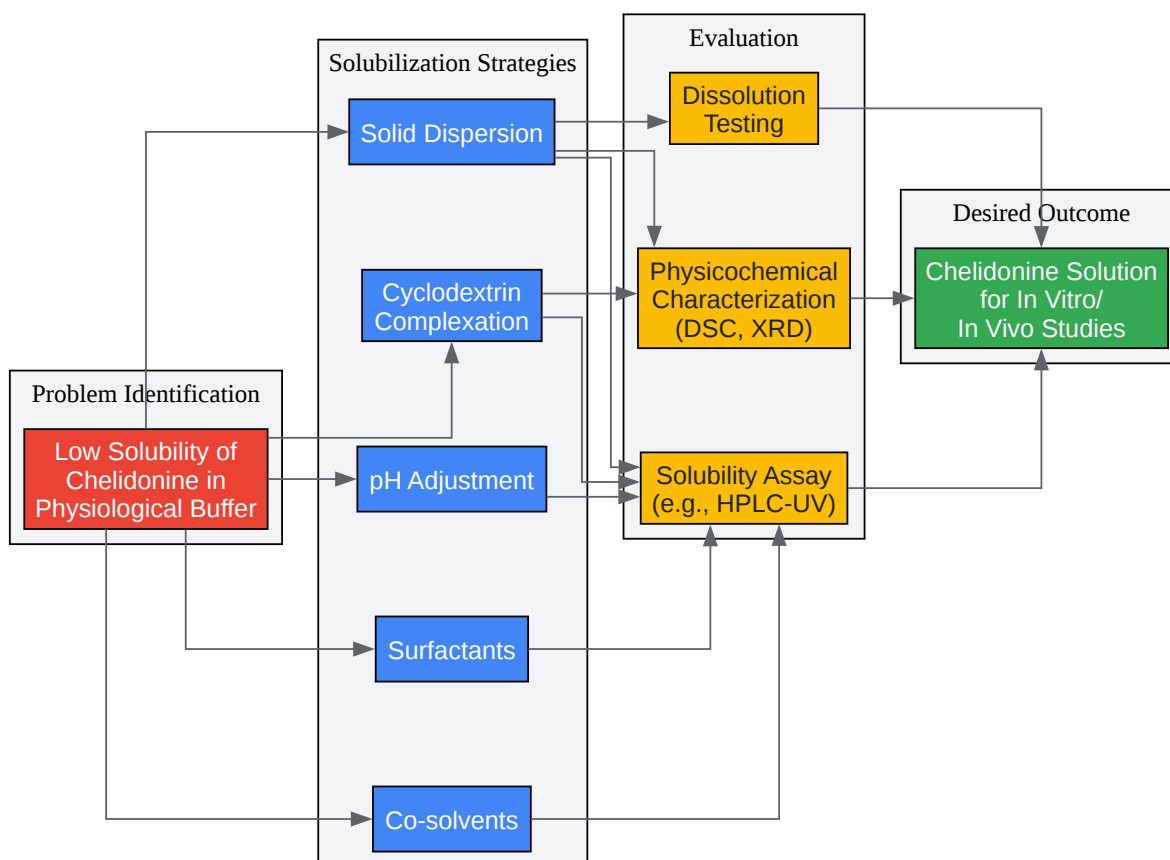 Problem Identification
Low Solubility of
Chelidonine in
Physiological Buffer
Solubilization Strategies
Solid Dispersion
Cyclodextrin
Complexation
pH Adjustment
Surfactants
Co-solvents
Evaluation
Dissolution
Testing
Physicochemical
Characterization
(DSC, XRD)
Solubility Assay
(e.g., HPLC-UV)
Desired Outcome
Chelidonine Solution
for In Vitro/
In Vivo Studies